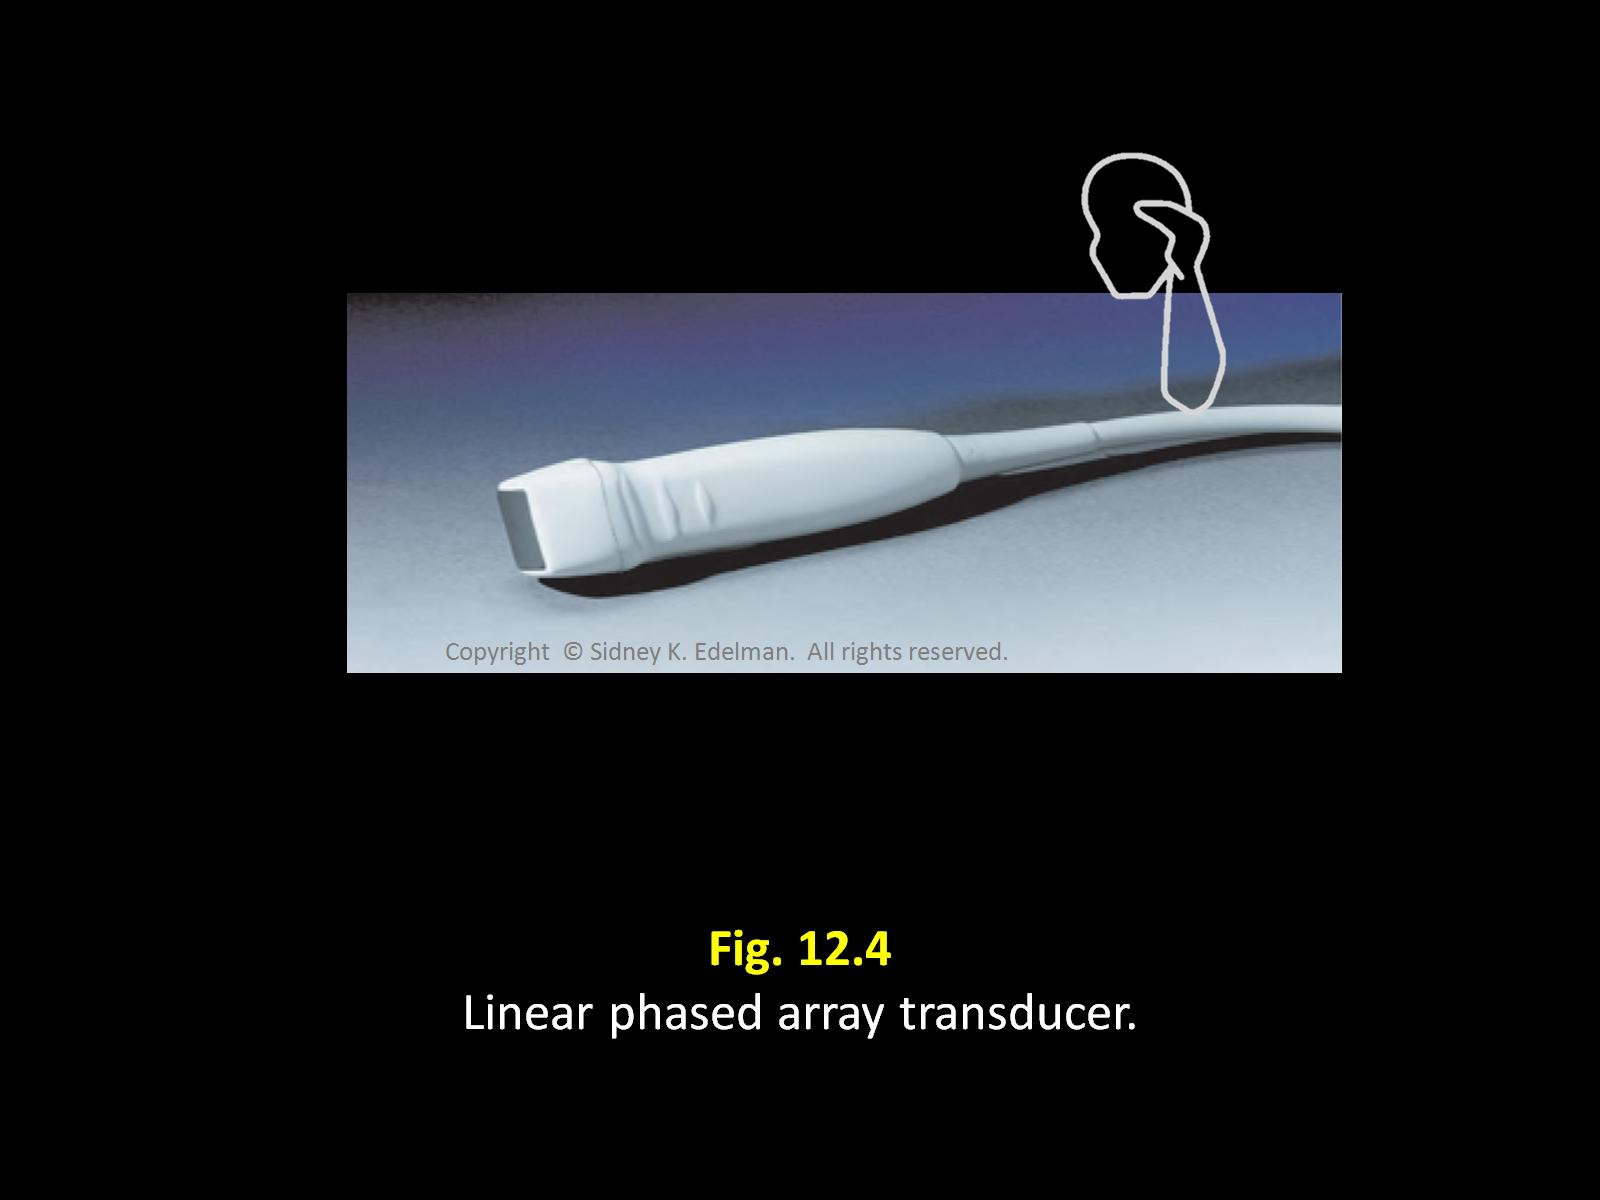 Copyright © Sidney K. Edelman. All rights reserved.
Fig. 12.4
Linear phased array transducer.